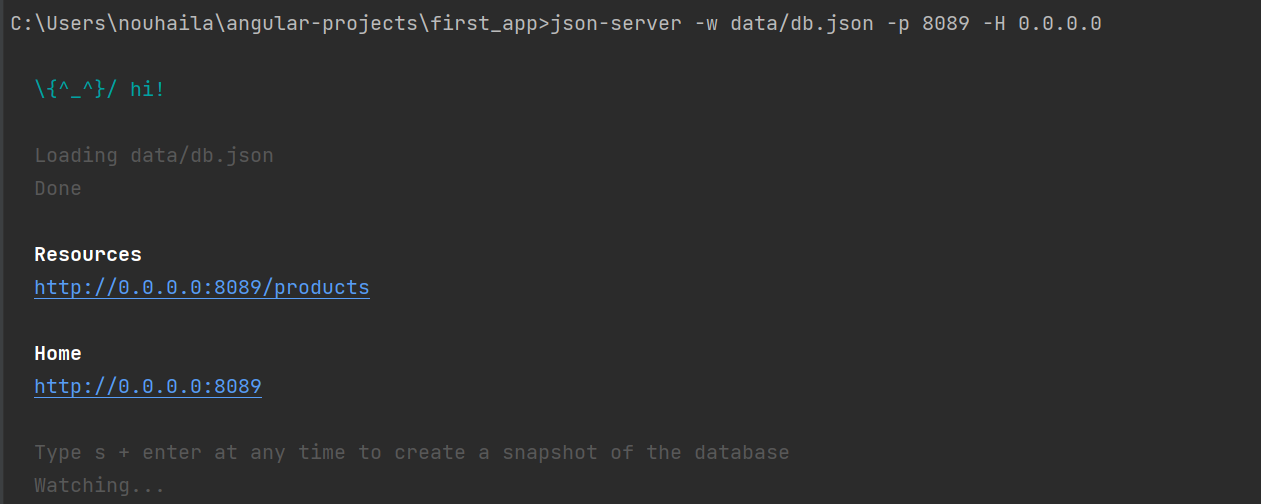 C:\Users\nouhaila\angular-projects\first_app>json-server -w data/db.json -p 8089 -H 0.0.0.0
\{^_^}/ hi!
Loading data/db.json
Done
Resources
http://0.0.0.0:8089/products
Home
http://0.0.0.0:8089
Type s + enter at any time to create a snapshot of the database
Watching...